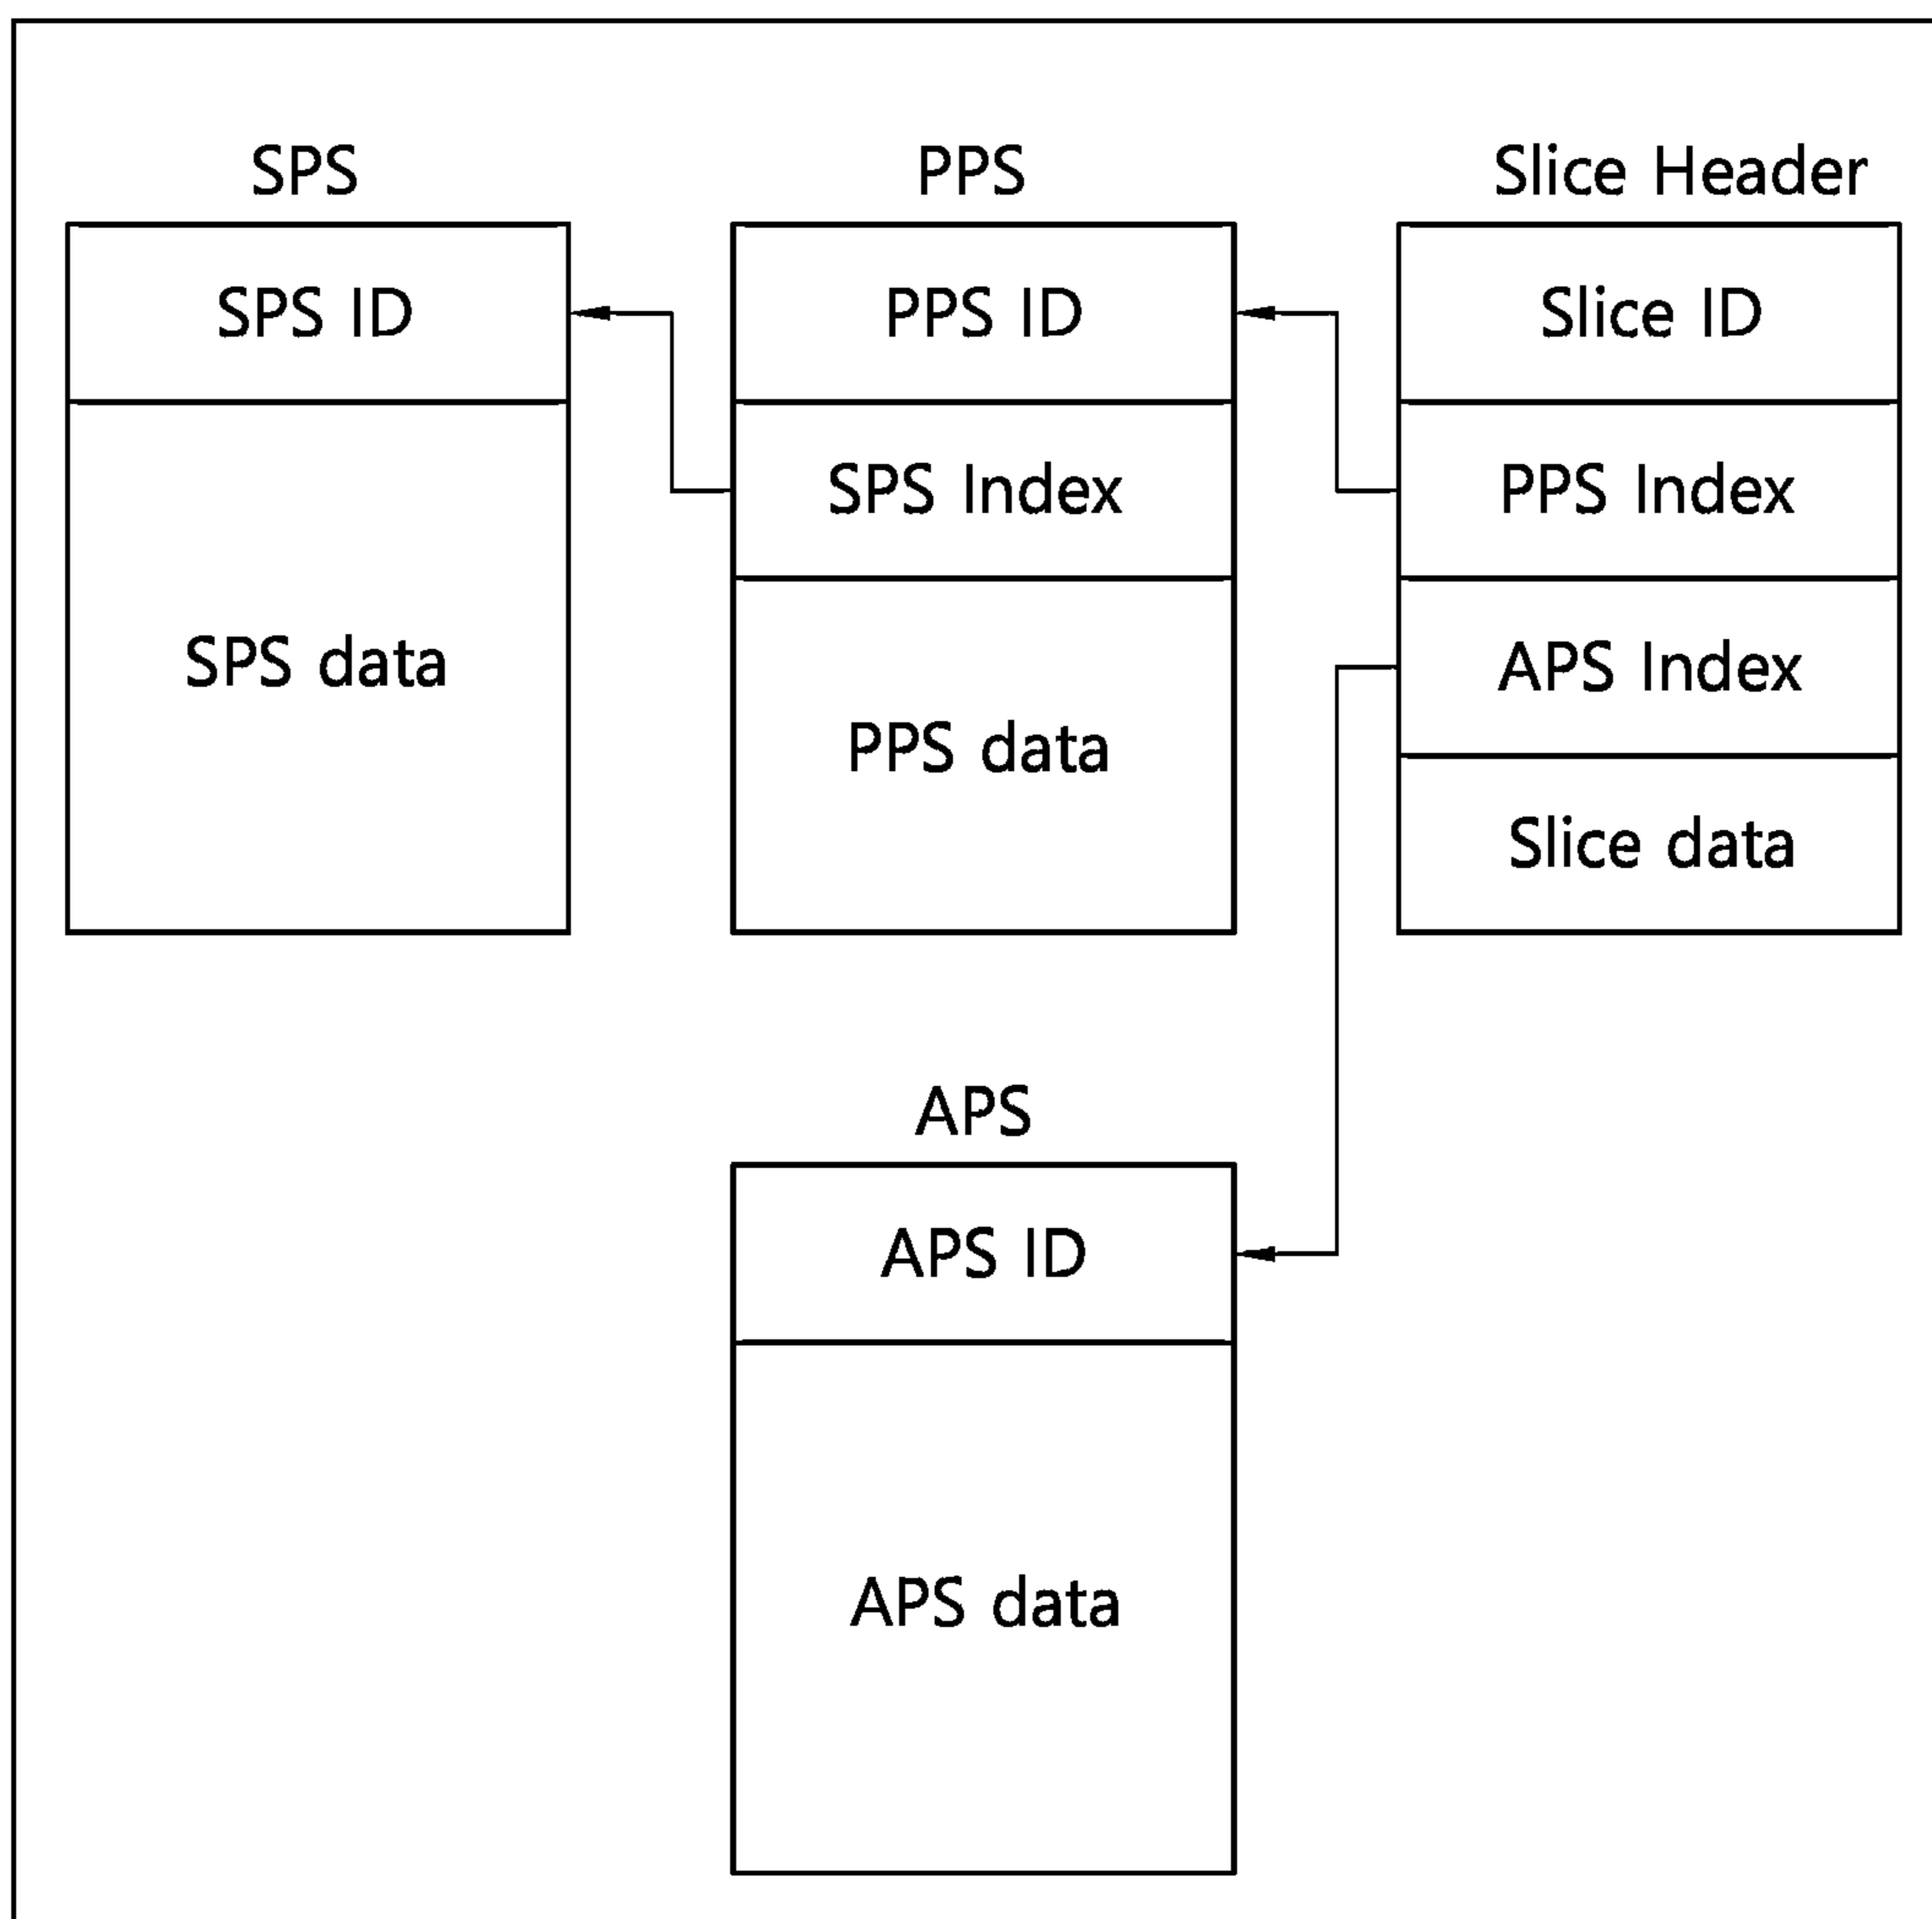 SPS
SPS ID
SPS data
PPS
PPS ID
SPS Index
PPS data
Slice Header
Slice ID
PPS Index
APS Index
Slice data
APS
APS ID
APS data